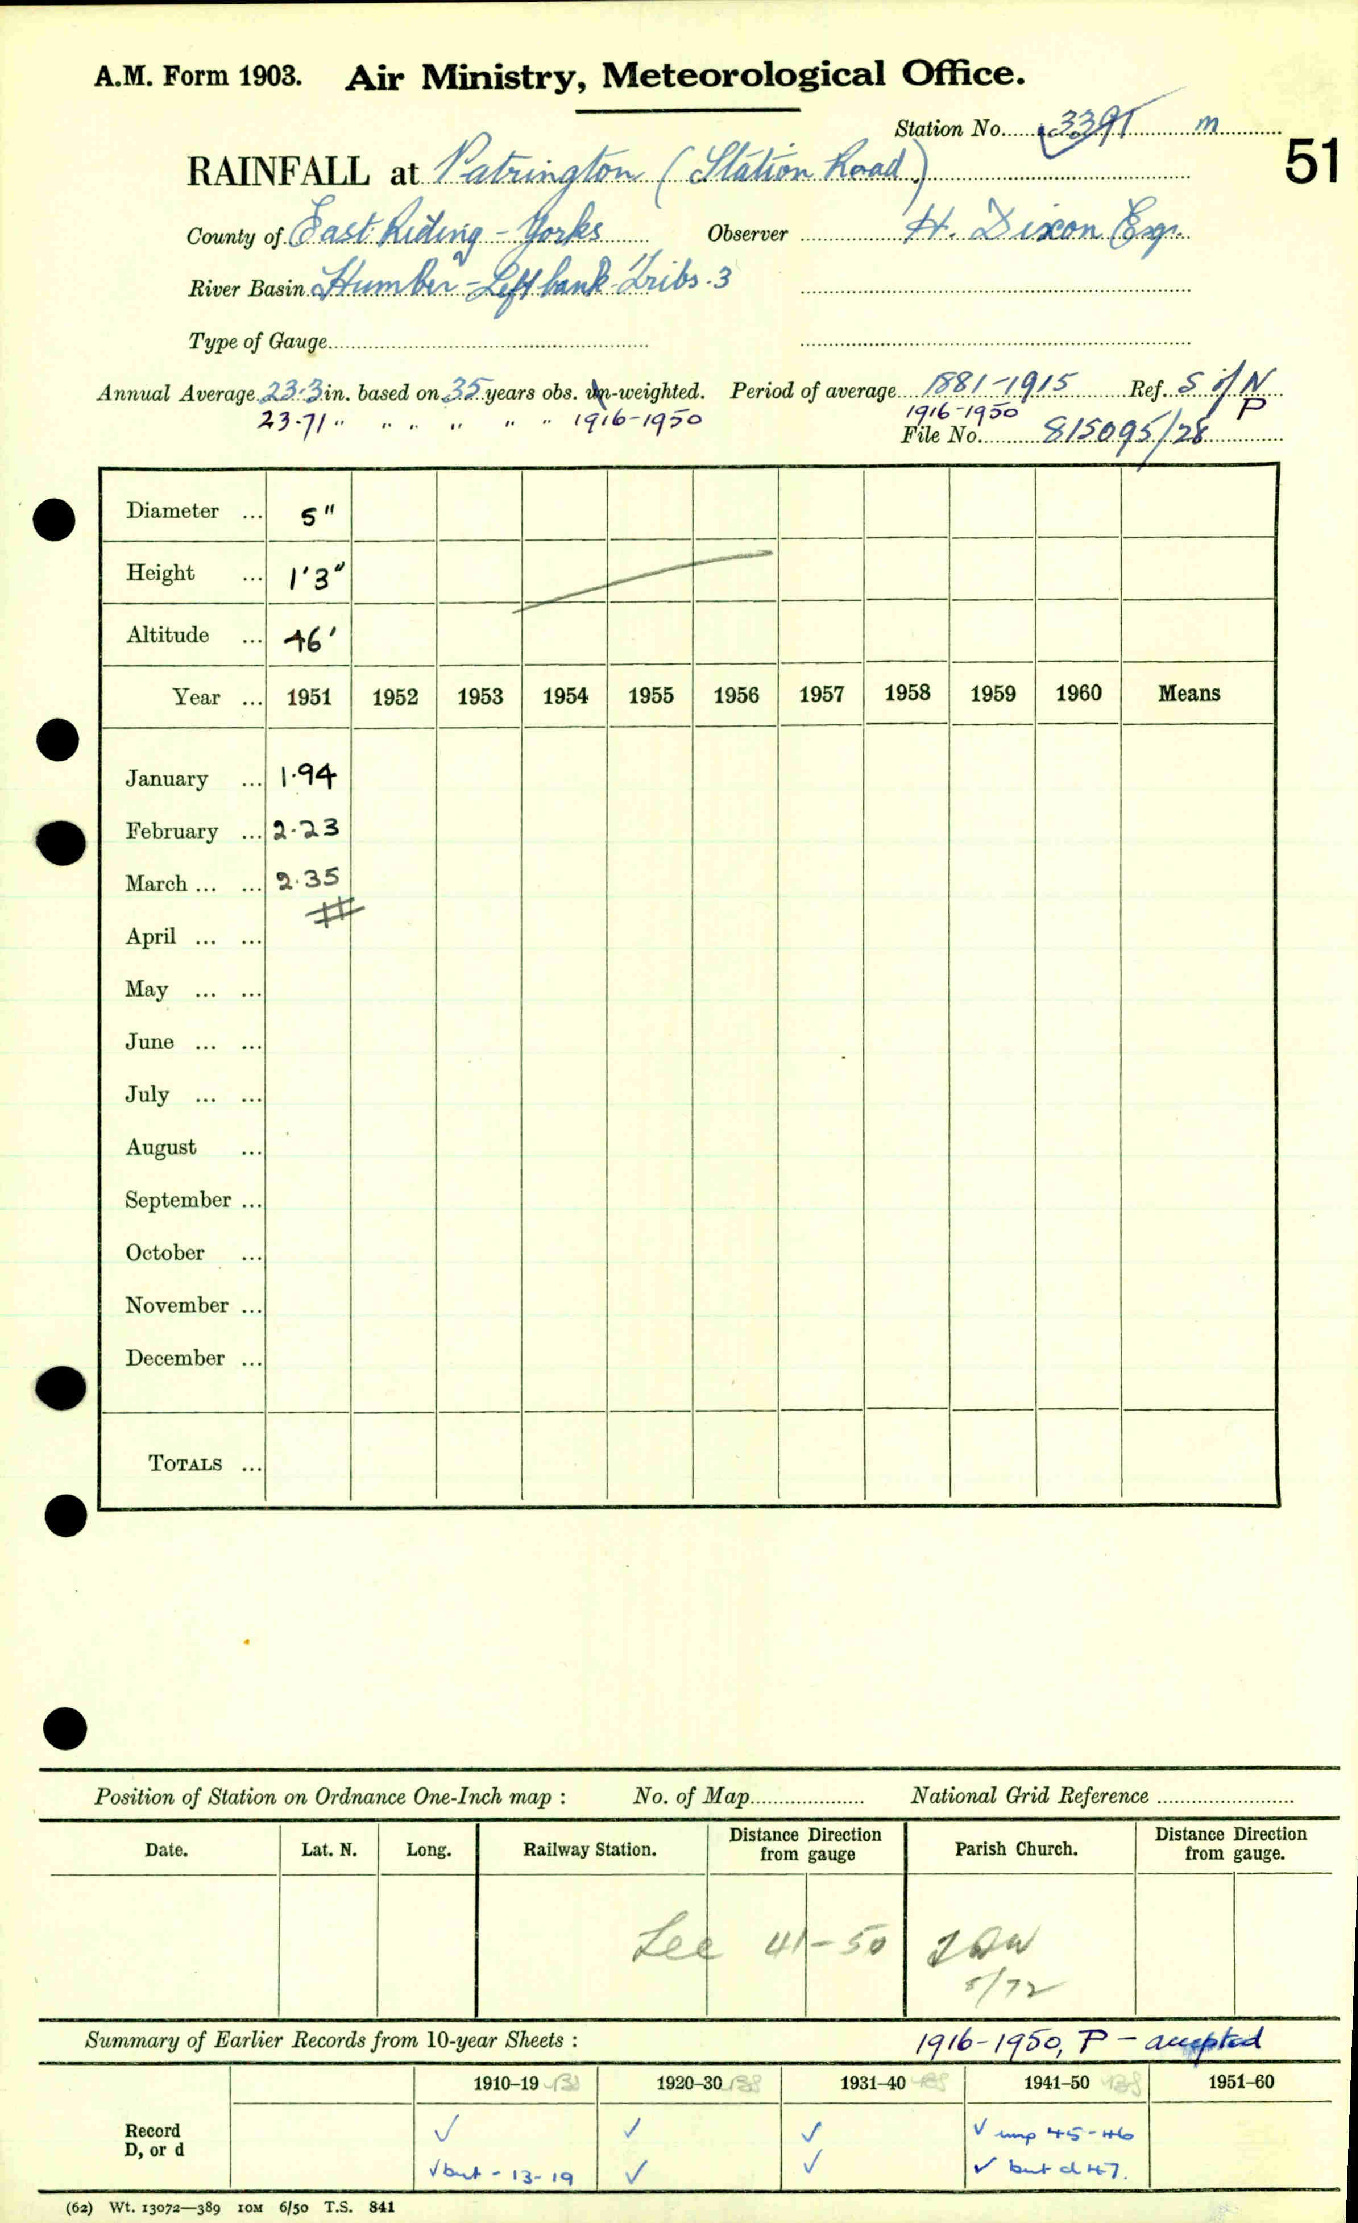 A.M. Form 1903. Air Ministry, Meteorological Office.
Station No. 3391 m
51
RAINFALL at Patrington (Station Road)
County of East Riding - Yorks Observer H. Dixon Esq.
River Basin Humber - Left bank Tribs. 3
Type of Gauge
Annual Average 23.3 in. based on 35 years obs. un-weighted. Period of average 1881-1915 Ref. S of N
23.71 " " " " " " 1916-1950 1916-1950 P
File No. 815095/28
Diameter ... 5"
Height ... 1'3"
Altitude ... 46'
Year ... 1951 1952 1953 1954 1955 1956 1957 1958 1959 1960 Means
January ... 1.94
February ... 2.23
March ... ... 2.35
April ... ...
May ... ...
June ... ...
July ... ...
August ...
September ...
October ...
November ...
December ...
TOTALS ...
Position of Station on Ordnance One-Inch map : No. of Map National Grid Reference
Date. Lat. N. Long. Railway Station. Distance from Direction gauge Parish Church. Distance from Direction gauge.
See 41-50
5/72
Summary of Earlier Records from 10-year Sheets : 1916-1950, P - accepted
1910-19 1920-30 1931-40 1941-50 1951-60
Record ✓ ✓ ✓ ✓ imp 45-46
D, or d ✓ but - 13-19 ✓ ✓ ✓ but d 47.
(62) Wt. 13072—389 10M 6/50 T.S. 841